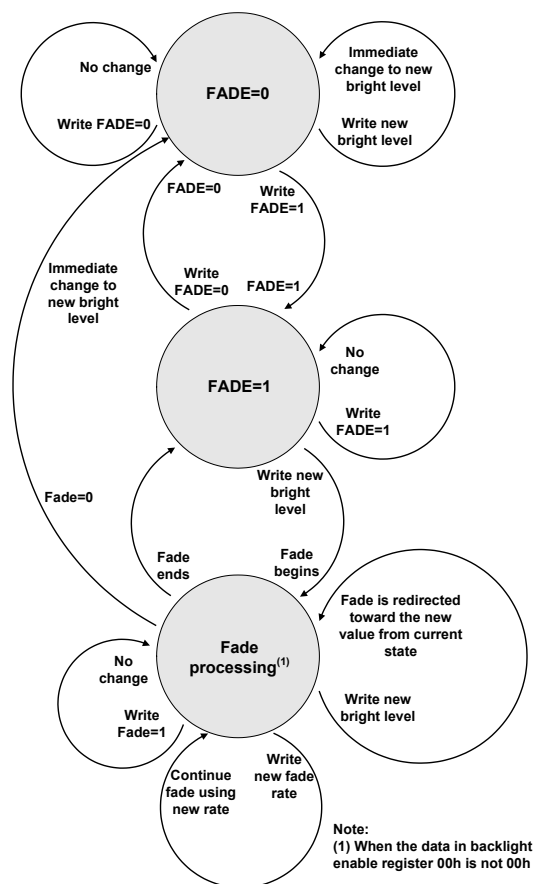 No change
Write FADE=0
FADE=0
Immediate
change to new
bright level
Write new
bright level
FADE=0
Write
FADE=1
Immediate
change to
new bright
level
Write
FADE=0
FADE=1
FADE=1
No
change
Write
FADE=1
Fade=0
Write new
bright
level
Fade
ends
Fade
begins
Fade is redirected
toward the new
value from current
state
Fade
processing(1)
No
change
Write
Fade=1
Write new
bright level
Continue
fade using
new rate
Write
new fade
rate
Note:
(1) When the data in backlight
enable register 00h is not 00h